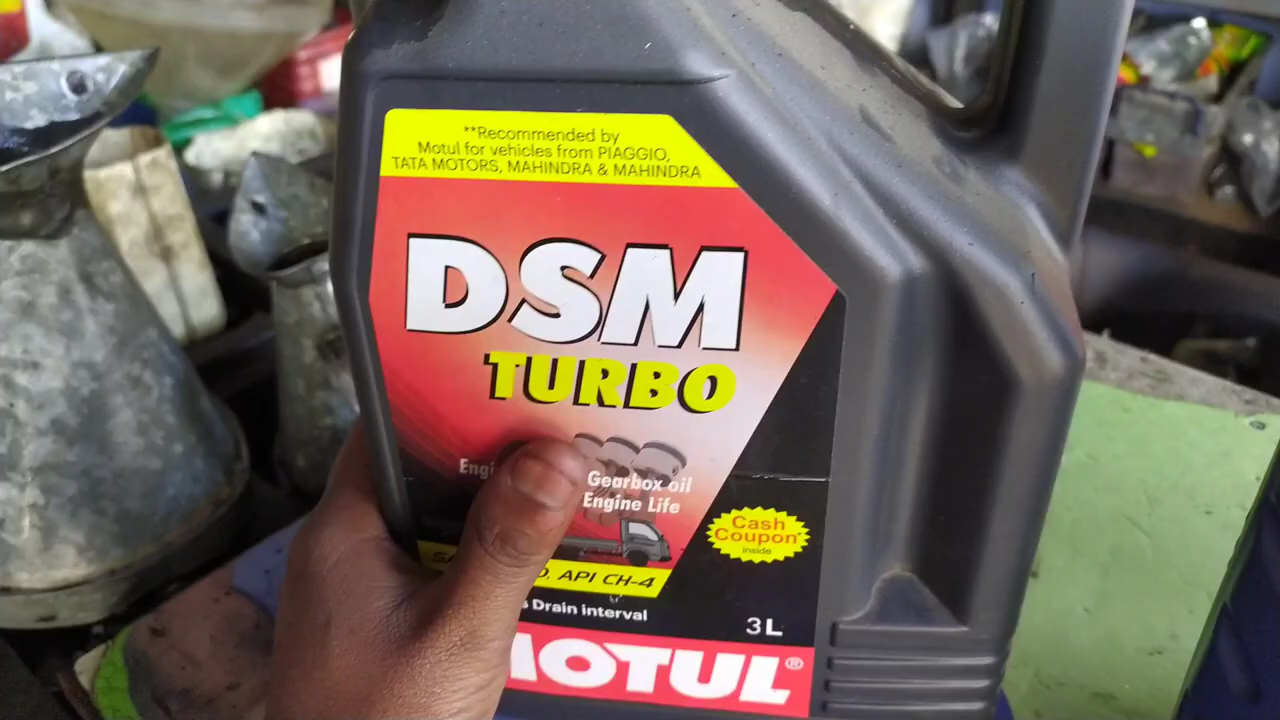 **Recommended by
Motul for vehicles from PIAGGIO,
TATA MOTORS, MAHINDRA & MAHINDRA
DSM
TURBO
Gearbox oil
Engine Life
API CH-4
Drain interval
Cash
Coupon
inside
3L
MOTUL®